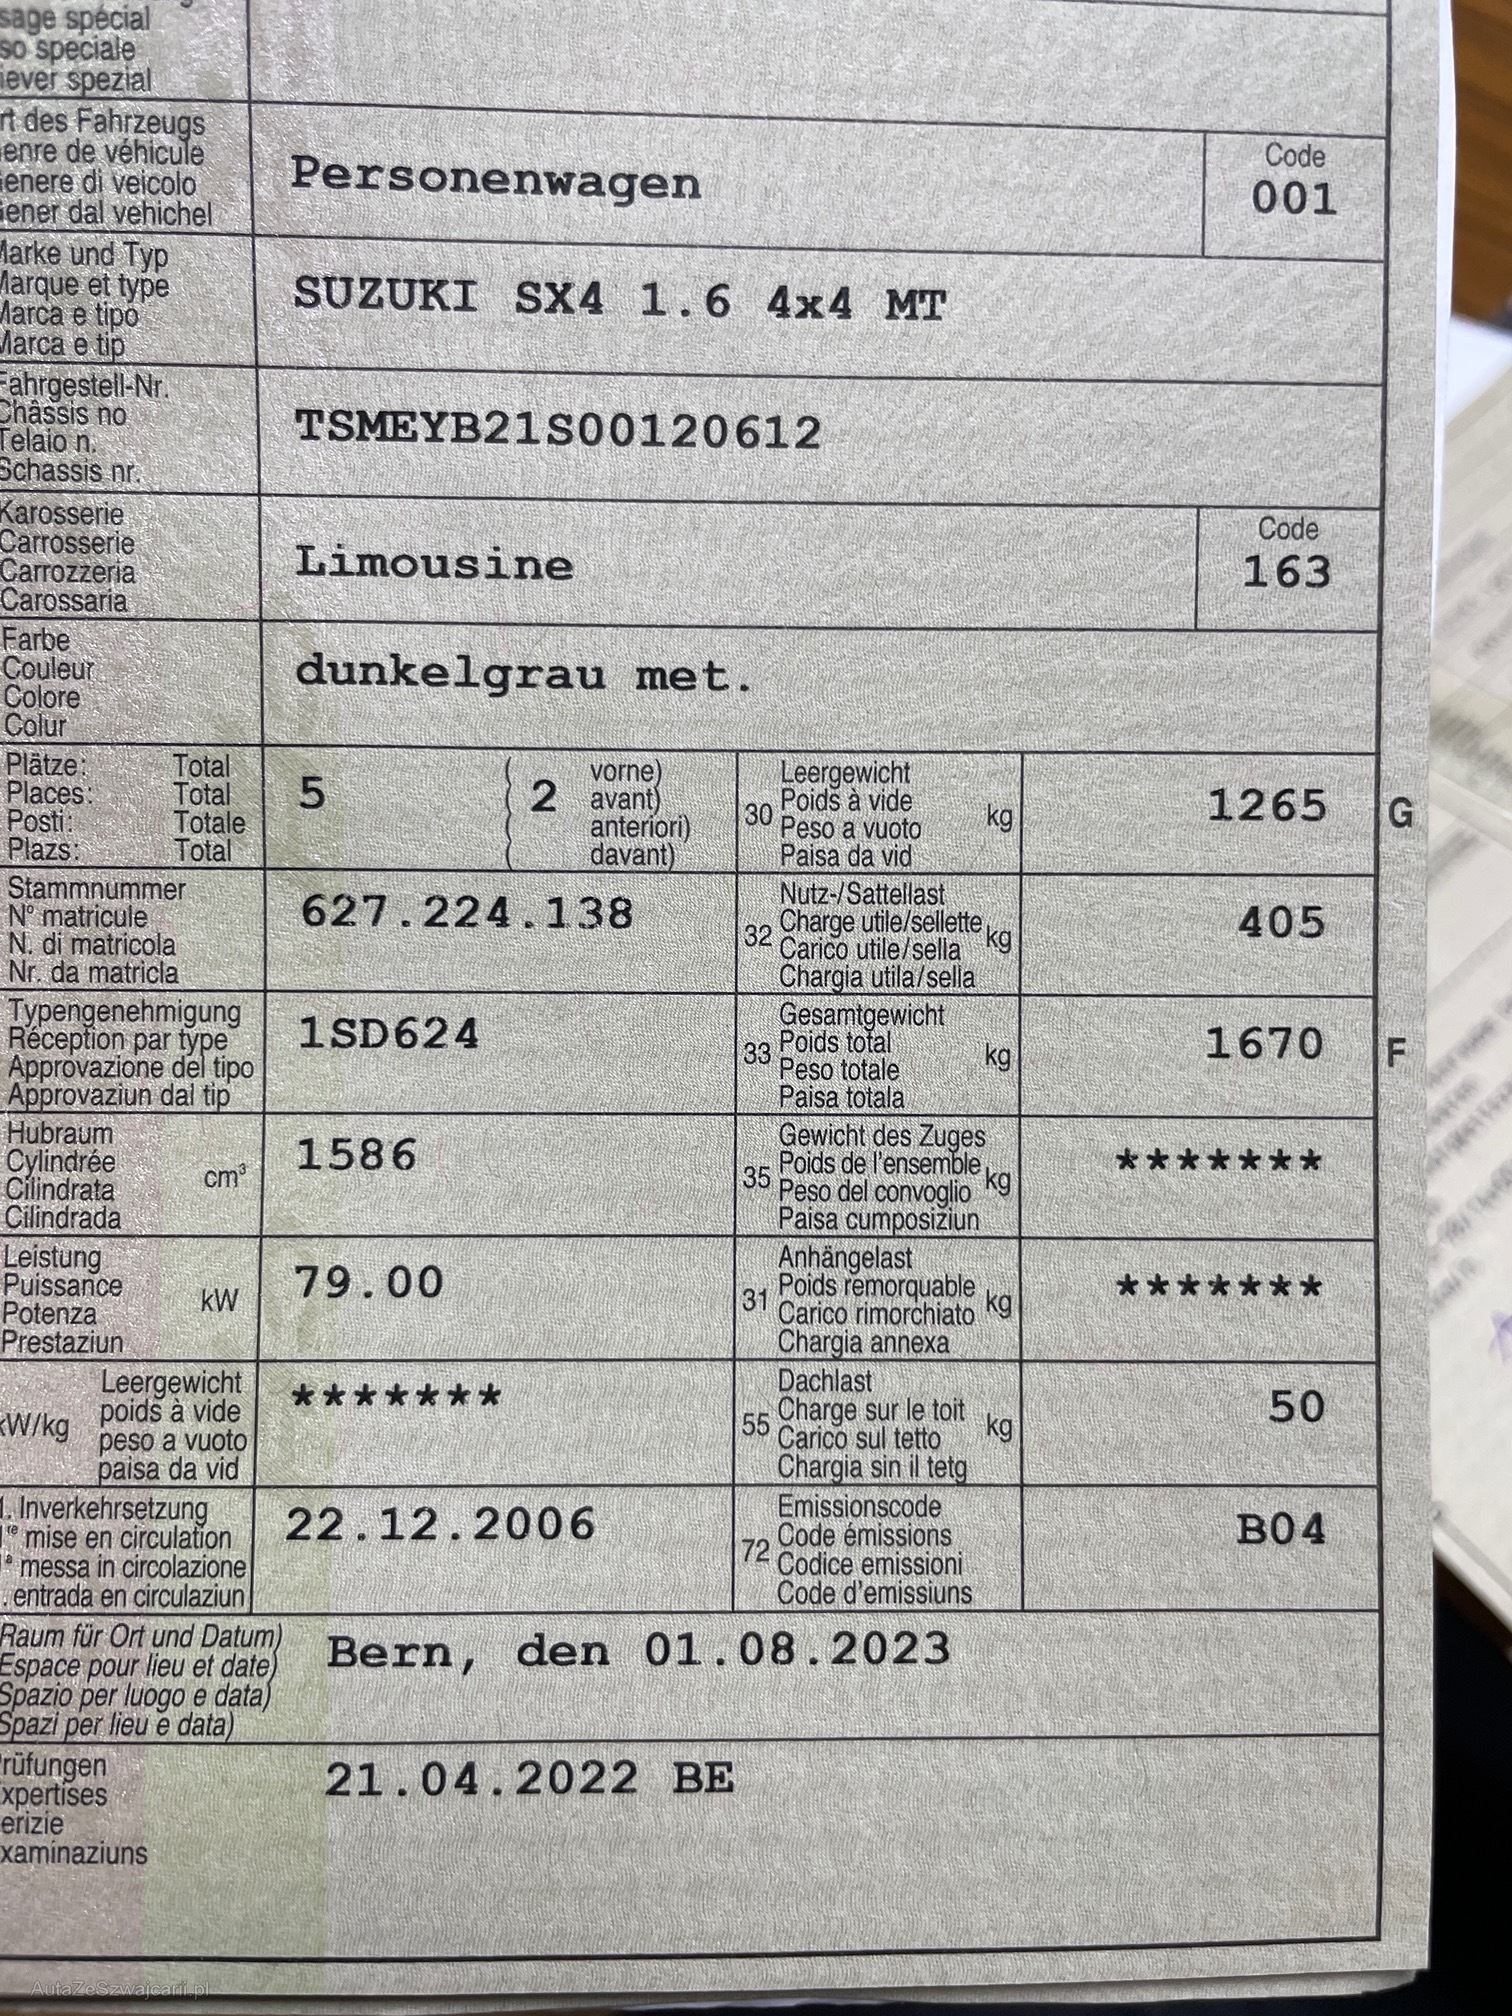 sage spécial
so speciale
iever spezial
rt des Fahrzeugs
enre de véhicule
enere di veicolo
ener dal vehichel
Personenwagen
Code
001
Marke und Typ
Marque et type
Marca e tipo
Marca e tip
SUZUKI SX4 1.6 4x4 MT
Fahrgestell-Nr.
Châssis no
Telaio n.
Schassis nr.
TSMEYB21S00120612
Karosserie
Carrosserie
Carrozzeria
Carossaria
Limousine
Code
163
Farbe
Couleur
Colore
Colur
dunkelgrau met.
Plätze: Total
Places: Total
Posti: Totale
Plazs: Total
5
( 2 vorne)
( avant)
( anteriori)
( davant)
30 Leergewicht
Poids à vide
Peso a vuoto
Paisa da vid
kg
1265
G
Stammnummer
N° matricule
N. di matricola
Nr. da matricla
627.224.138
32 Nutz-/Sattellast
Charge utile/sellette
Carico utile/sella
Chargia utila/sella
kg
405
Typengenehmigung
Réception par type
Approvazione del tipo
Approvaziun dal tip
1SD624
33 Gesamtgewicht
Poids total
Peso totale
Paisa totala
kg
1670
F
Hubraum
Cylindrée
Cilindrata
Cilindrada
cm³
1586
35 Gewicht des Zuges
Poids de l'ensemble
Peso del convoglio
Paisa cumposiziun
kg
*******
Leistung
Puissance
Potenza
Prestaziun
kW
79.00
31 Anhängelast
Poids remorquable
Carico rimorchiato
Chargia annexa
kg
*******
kW/kg
Leergewicht
poids à vide
peso a vuoto
paisa da vid
*******
55 Dachlast
Charge sur le toit
Carico sul tetto
Chargia sin il tetg
kg
50
1. Inverkehrsetzung
1re mise en circulation
1a messa in circolazione
. entrada en circulaziun
22.12.2006
72 Emissionscode
Code émissions
Codice emissioni
Code d'emissiuns
B04
Raum für Ort und Datum)
Espace pour lieu et date)
Spazio per luogo e data)
Spazi per lieu e data)
Bern, den 01.08.2023
rüfungen
xpertises
erizie
xaminaziuns
21.04.2022 BE
AutaZeSzwajcarii.pl